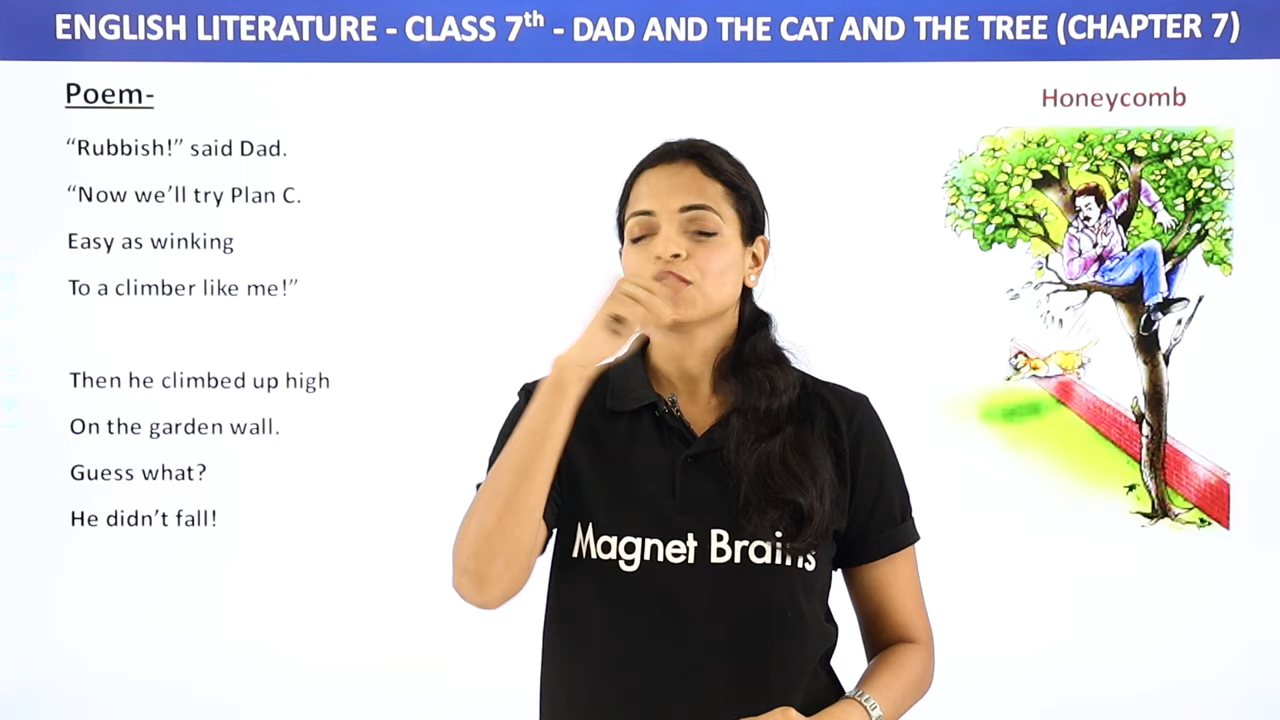 ENGLISH LITERATURE - CLASS 7th - DAD AND THE CAT AND THE TREE (CHAPTER 7)
Poem-
Honeycomb
“Rubbish!” said Dad.
“Now we’ll try Plan C.
Easy as winking
To a climber like me!”
Then he climbed up high
On the garden wall.
Guess what?
He didn’t fall!
Magnet Brains